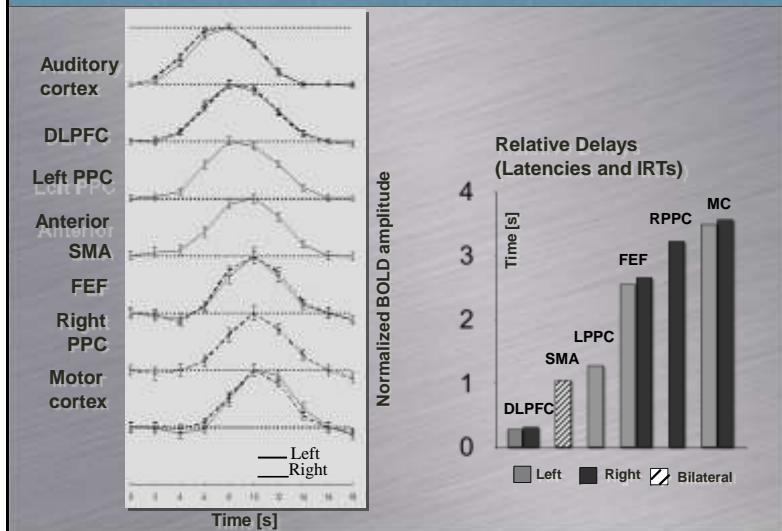 Auditory
cortex
DLPFC
Left PPC
Anterior
SMA
FEF
Right
PPC
Motor
cortex
Left
Right
Time [s]
Normalized BOLD amplitude
Relative Delays
(Latencies and IRTs)
Time [s]
4
3
2
1
0
DLPFC
SMA
LPPC
FEF
RPPC
MC
Left Right Bilateral